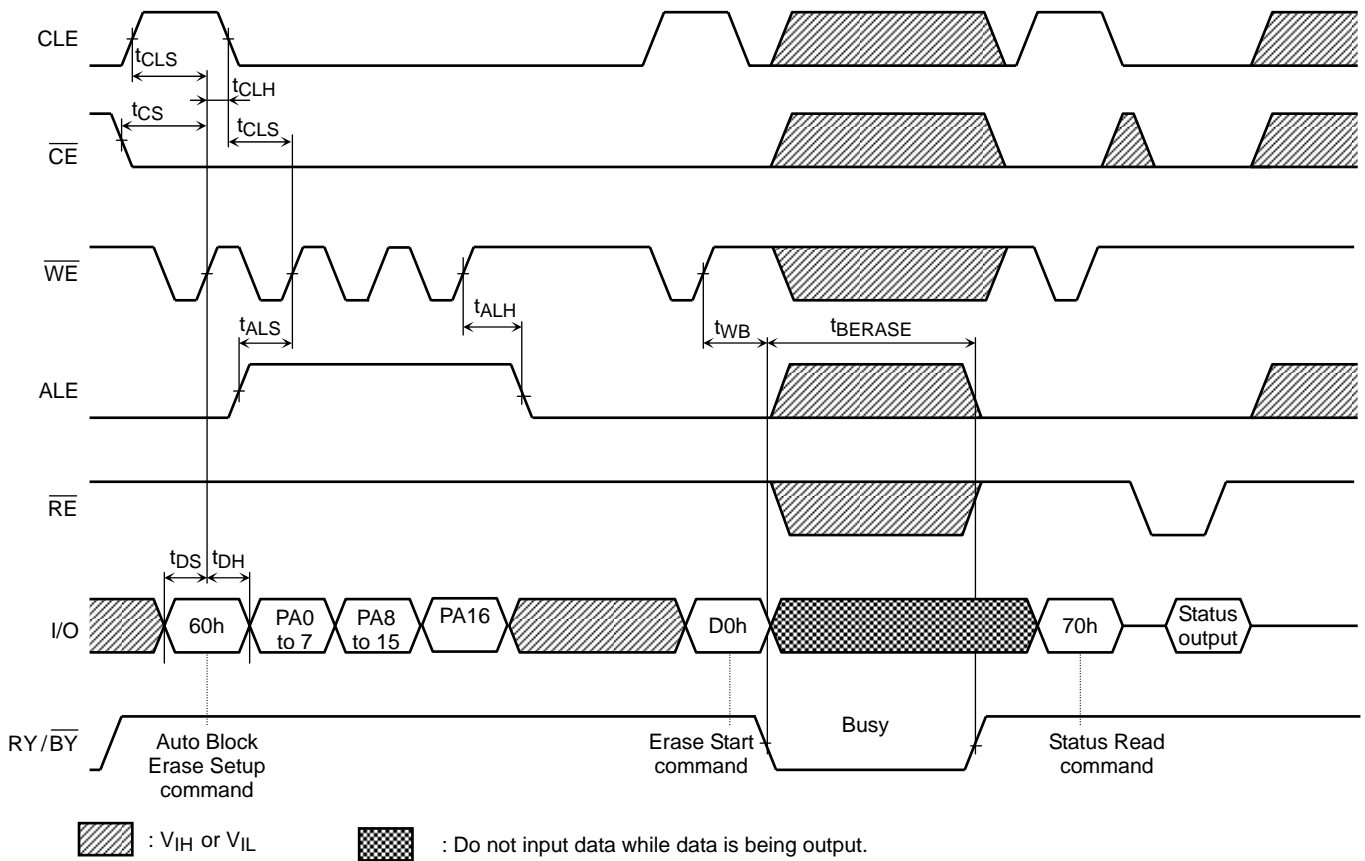 CLE
tCLS
tCLH
tCS
tCLS
CE
WE
tALS
tALH
tWB
tBERASE
ALE
RE
tDS
tDH
I/O
60h
PA0
to 7
PA8
to 15
PA16
D0h
70h
Status
output
RY/BY
Busy
Auto Block
Erase Setup
command
Erase Start
command
Status Read
command
: VIH or VIL
: Do not input data while data is being output.